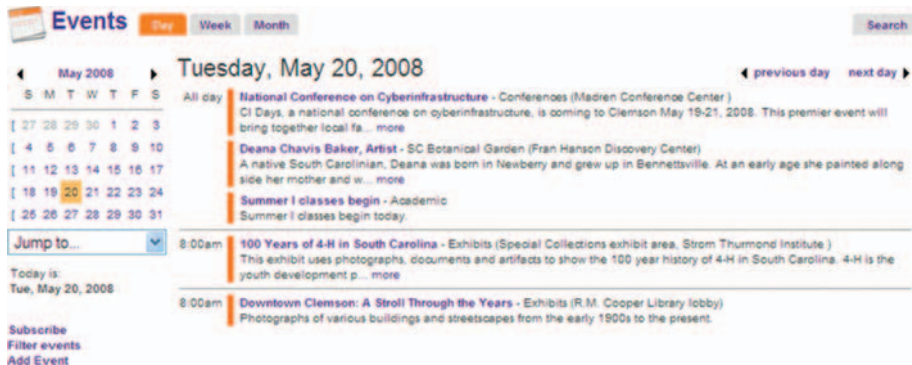 Events Day Week Month Search
May 2008
S M T W T F S
[ 27 28 29 30 1 2 3
[ 4 5 6 7 8 9 10
[ 11 12 13 14 15 16 17
[ 18 19 20 21 22 23 24
[ 25 26 27 28 29 30 31
Jump to...
Today is:
Tue, May 20, 2008
Subscribe
Filter events
Add Event
Tuesday, May 20, 2008
previous day next day
All day National Conference on Cyberinfrastructure - Conferences (Madren Conference Center )
CI Days, a national conference on cyberinfrastructure, is coming to Clemson May 19-21, 2008. This premier event will
bring together local fa... more
Deana Chavis Baker, Artist - SC Botanical Garden (Fran Hanson Discovery Center)
A native South Carolinian, Deana was born in Newberry and grew up in Bennettsville. At an early age she painted along
side her mother and w... more
Summer I classes begin - Academic
Summer I classes begin today.
8:00am 100 Years of 4-H in South Carolina - Exhibits (Special Collections exhibit area, Strom Thurmond Institute )
This exhibit uses photographs, documents and artifacts to show the 100 year history of 4-H in South Carolina. 4-H is the
youth development p... more
8:00am Downtown Clemson: A Stroll Through the Years - Exhibits (R.M. Cooper Library lobby)
Photographs of various buildings and streetscapes from the early 1900s to the present.